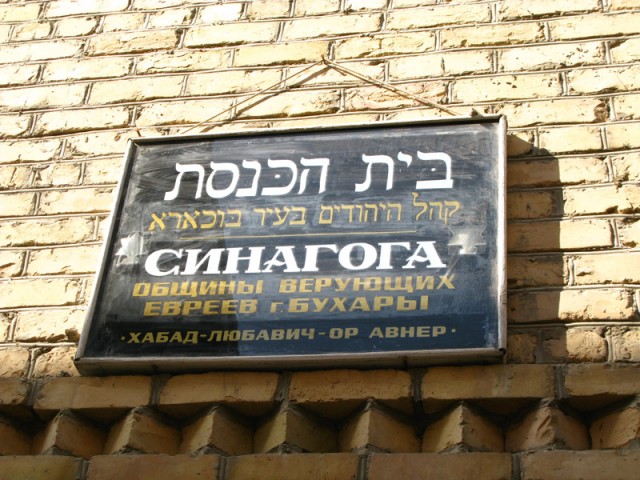 בית הכנסת
קהל היהודים בעיר בוכארא
СИНАГОГА
ОБЩИНЫ ВЕРУЮЩИХ
ЕВРЕЕВ г. БУХАРЫ
·ХАБАД-ЛЮБАВИЧ-ОР АВНЕР·